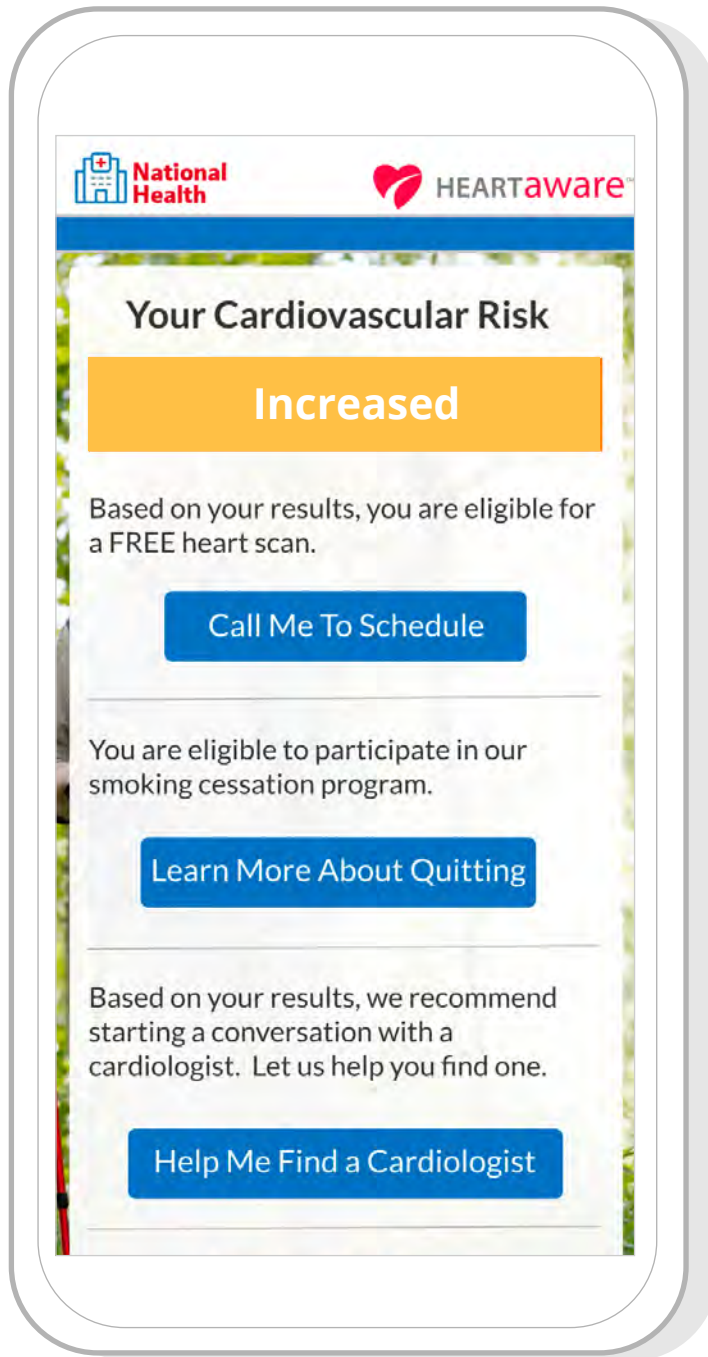 National
Health
HEARTaware™
Your Cardiovascular Risk
Increased
Based on your results, you are eligible for
a FREE heart scan.
Call Me To Schedule
You are eligible to participate in our
smoking cessation program.
Learn More About Quitting
Based on your results, we recommend
starting a conversation with a
cardiologist.  Let us help you find one.
Help Me Find a Cardiologist